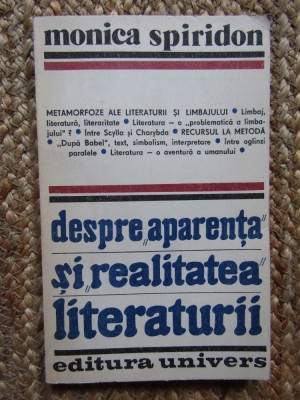 monica spiridon
METAMORFOZE ALE LITERATURII ȘI LIMBAJULUI • Limbaj,
literatură, literaritate • Literatura — o „problematică a limba-
jului" ? • Între Scylla și Charybda • RECURSUL LA METODĂ
• „După Babel", text, simbolism, interpretare • Între oglinzi
paralele • Literatura — o aventură a umanului •
despre „aparența"
și „realitatea"
literaturii
editura univers